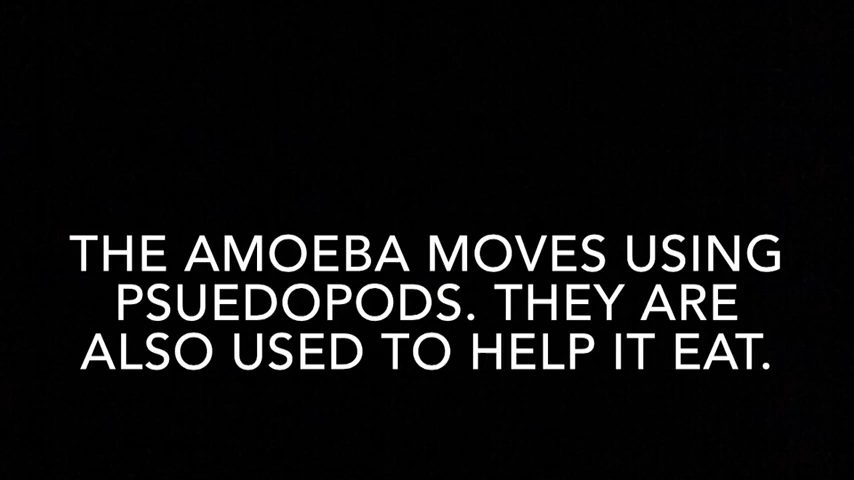 THE AMOEBA MOVES USING
PSUEDOPODS. THEY ARE
ALSO USED TO HELP IT EAT.